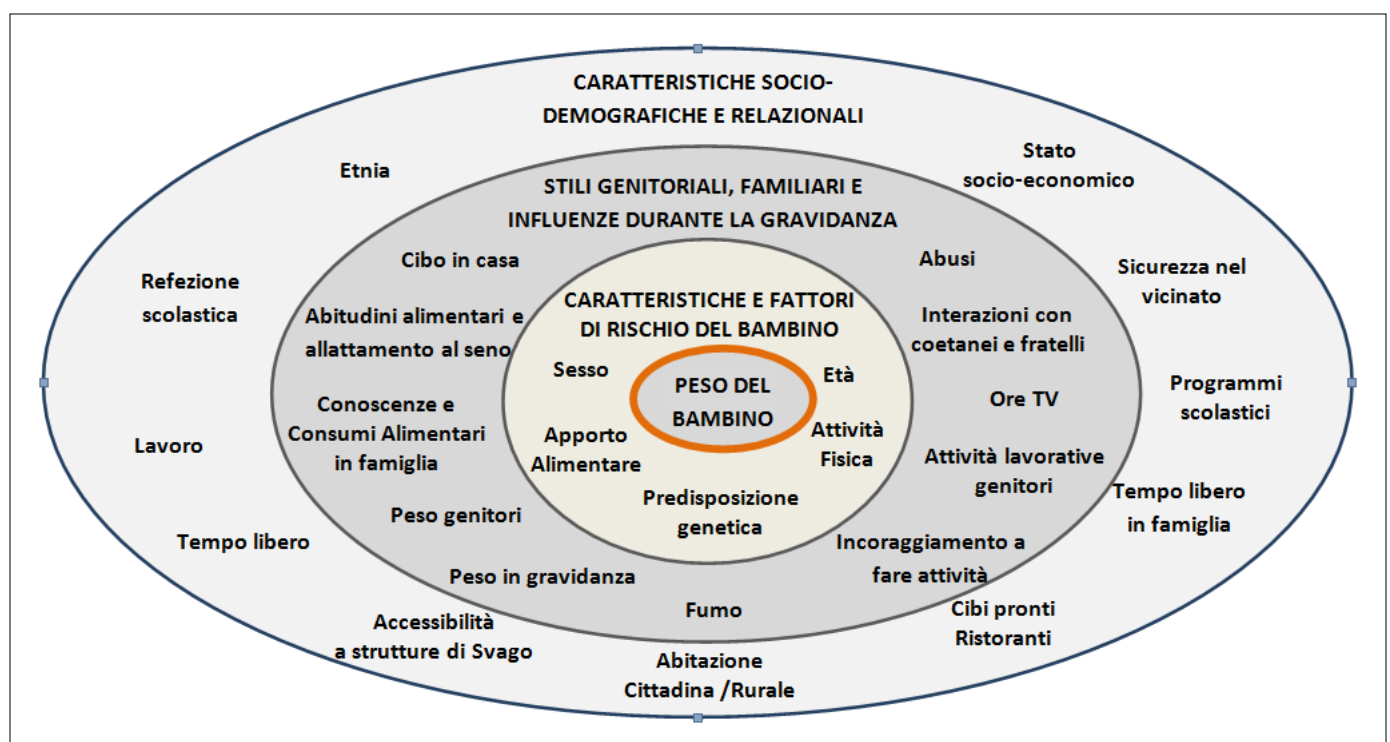 CARATTERISTICHE SOCIO-
DEMOGRAFICHE E RELAZIONALI
Etnia
Stato
socio-economico
Refezione
scolastica
Sicurezza nel
vicinato
Lavoro
Programmi
scolastici
Tempo libero
Tempo libero
in famiglia
Accessibilità
a strutture di Svago
Abitazione
Cittadina /Rurale
Cibi pronti
Ristoranti
STILI GENITORIALI, FAMILIARI E
INFLUENZE DURANTE LA GRAVIDANZA
Cibo in casa
Abusi
Abitudini alimentari e
allattamento al seno
Interazioni con
coetanei e fratelli
Conoscenze e
Consumi Alimentari
in famiglia
Ore TV
Peso genitori
Attività lavorative
genitori
Peso in gravidanza
Incoraggiamento a
fare attività
Fumo
CARATTERISTICHE E FATTORI
DI RISCHIO DEL BAMBINO
Sesso
Età
Apporto
Alimentare
Attività
Fisica
Predisposizione
genetica
PESO DEL
BAMBINO